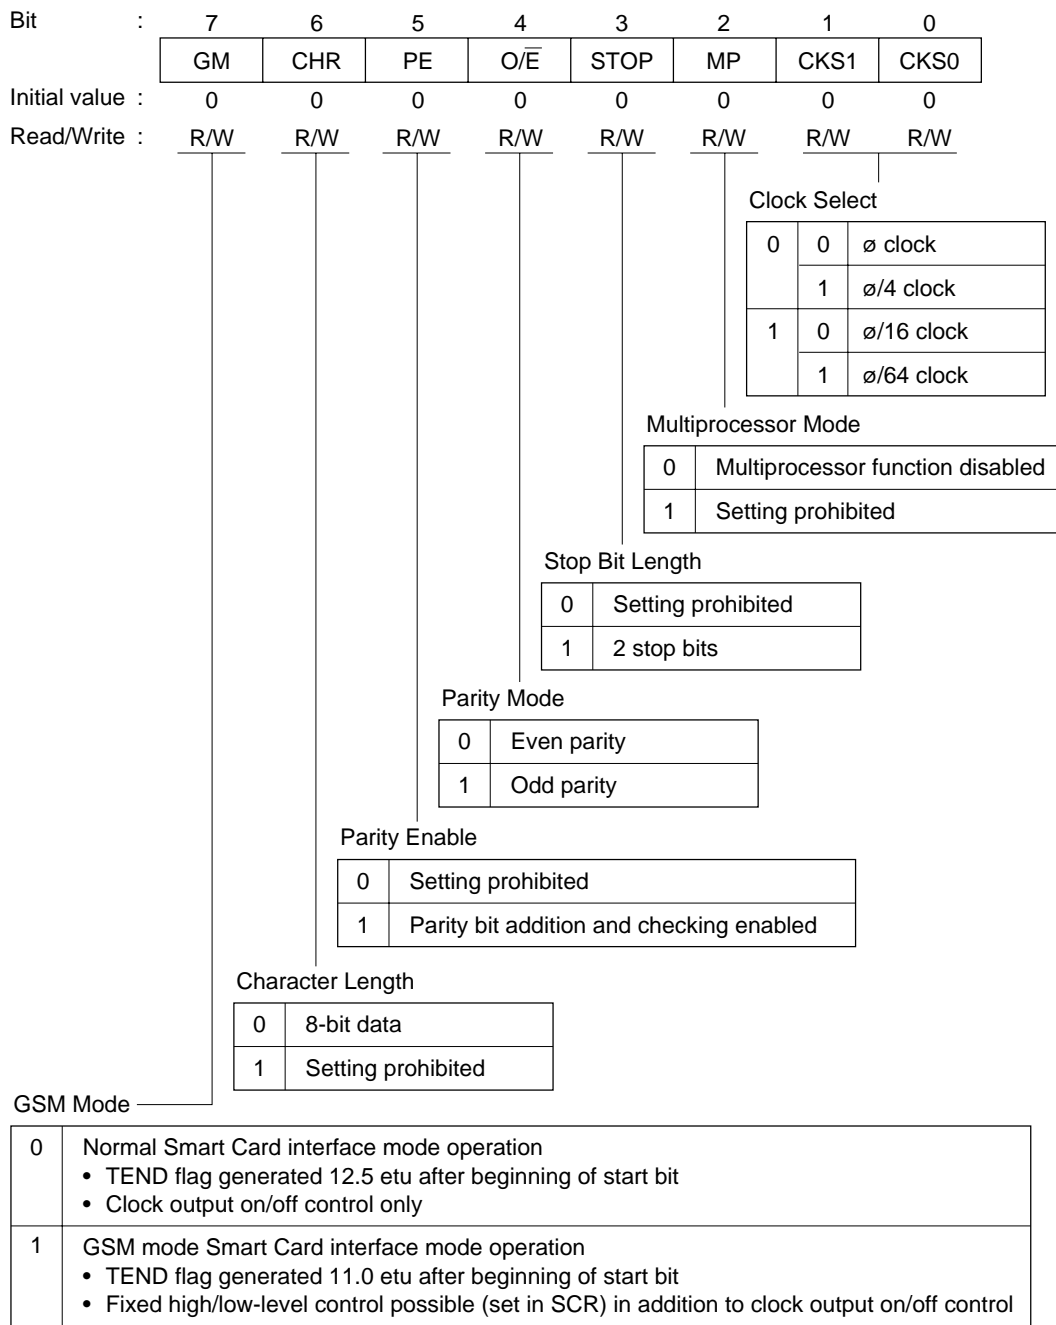 Bit : 7 6 5 4 3 2 1 0
GM CHR PE O/E̅ STOP MP CKS1 CKS0
Initial value : 0 0 0 0 0 0 0 0
Read/Write : R/W R/W R/W R/W R/W R/W R/W R/W
Clock Select
0 0 ø clock
1 ø/4 clock
1 0 ø/16 clock
1 ø/64 clock
Multiprocessor Mode
0 Multiprocessor function disabled
1 Setting prohibited
Stop Bit Length
0 Setting prohibited
1 2 stop bits
Parity Mode
0 Even parity
1 Odd parity
Parity Enable
0 Setting prohibited
1 Parity bit addition and checking enabled
Character Length
0 8-bit data
1 Setting prohibited
GSM Mode
0 Normal Smart Card interface mode operation
• TEND flag generated 12.5 etu after beginning of start bit
• Clock output on/off control only
1 GSM mode Smart Card interface mode operation
• TEND flag generated 11.0 etu after beginning of start bit
• Fixed high/low-level control possible (set in SCR) in addition to clock output on/off control